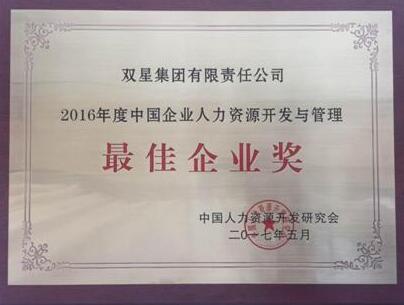 双星集团有限责任公司
2016年度中国企业人力资源开发与管理
最佳企业奖
中国人力资源开发研究会
二〇一七年五月